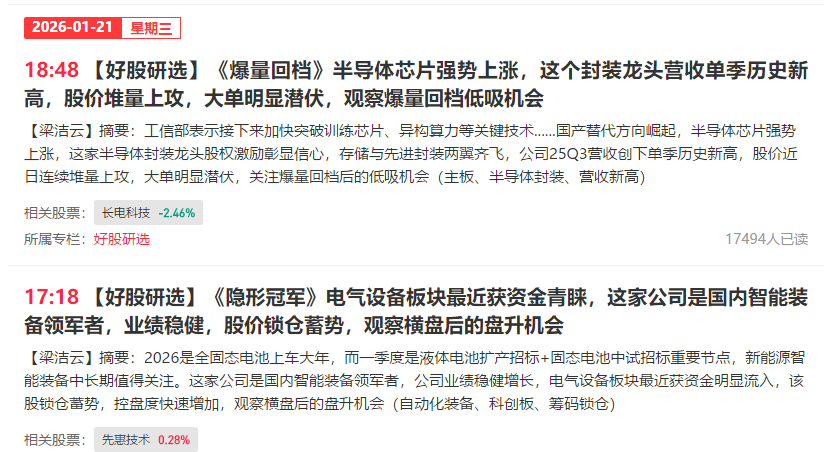 2026-01-21 星期三
18:48 【好股研选】《爆量回档》半导体芯片强势上涨，这个封装龙头营收单季历史新
高，股价堆量上攻，大单明显潜伏，观察爆量回档低吸机会
【梁洁云】摘要：工信部表示接下来加快突破训练芯片、异构算力等关键技术......国产替代方向崛起，半导体芯片强势
上涨，这家半导体封装龙头股权激励彰显信心，存储与先进封装两翼齐飞，公司25Q3营收创下单季历史新高，股价近
日连续堆量上攻，大单明显潜伏，关注爆量回档后的低吸机会（主板、半导体封装、营收新高）
相关股票： 长电科技 -2.46%
所属专栏：好股研选 17494人已读
17:18 【好股研选】《隐形冠军》电气设备板块最近获资金青睐，这家公司是国内智能装
备领军者，业绩稳健，股价锁仓蓄势，观察横盘后的盘升机会
【梁洁云】摘要：2026是全固态电池上车大年，而一季度是液体电池扩产招标+固态电池中试招标重要节点，新能源智
能装备中长期值得关注。这家公司是国内智能装备领军者，公司业绩稳健增长，电气设备板块最近获资金明显流入，该
股锁仓蓄势，控盘度快速增加，观察横盘后的盘升机会（自动化装备、科创板、筹码锁仓）
相关股票： 先惠技术 0.28%